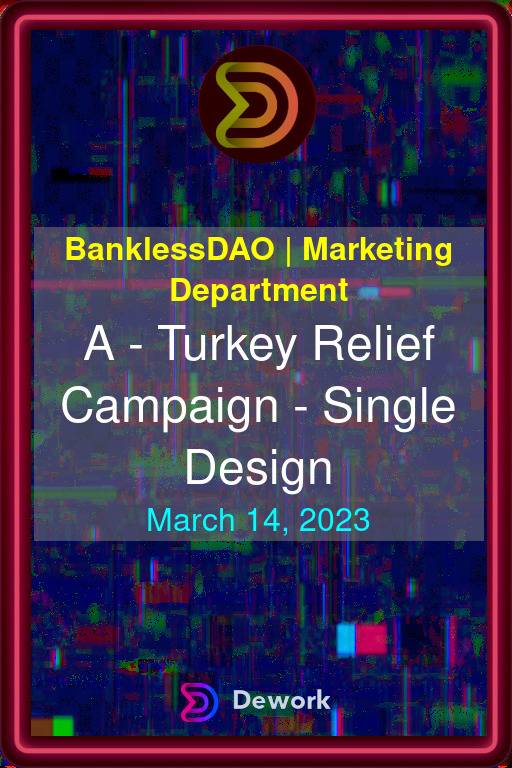 BanklessDAO | Marketing
Department
A - Turkey Relief
Campaign - Single
Design
March 14, 2023
Dework